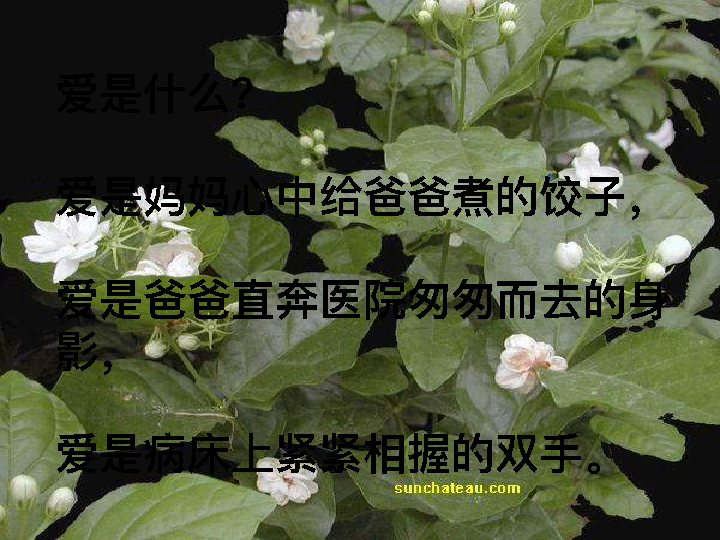 爱是什么?
爱是妈妈心中给爸爸煮的饺子，
爱是爸爸直奔医院匆匆而去的身
影，
爱是病床上紧紧相握的双手。
sunchateau.com